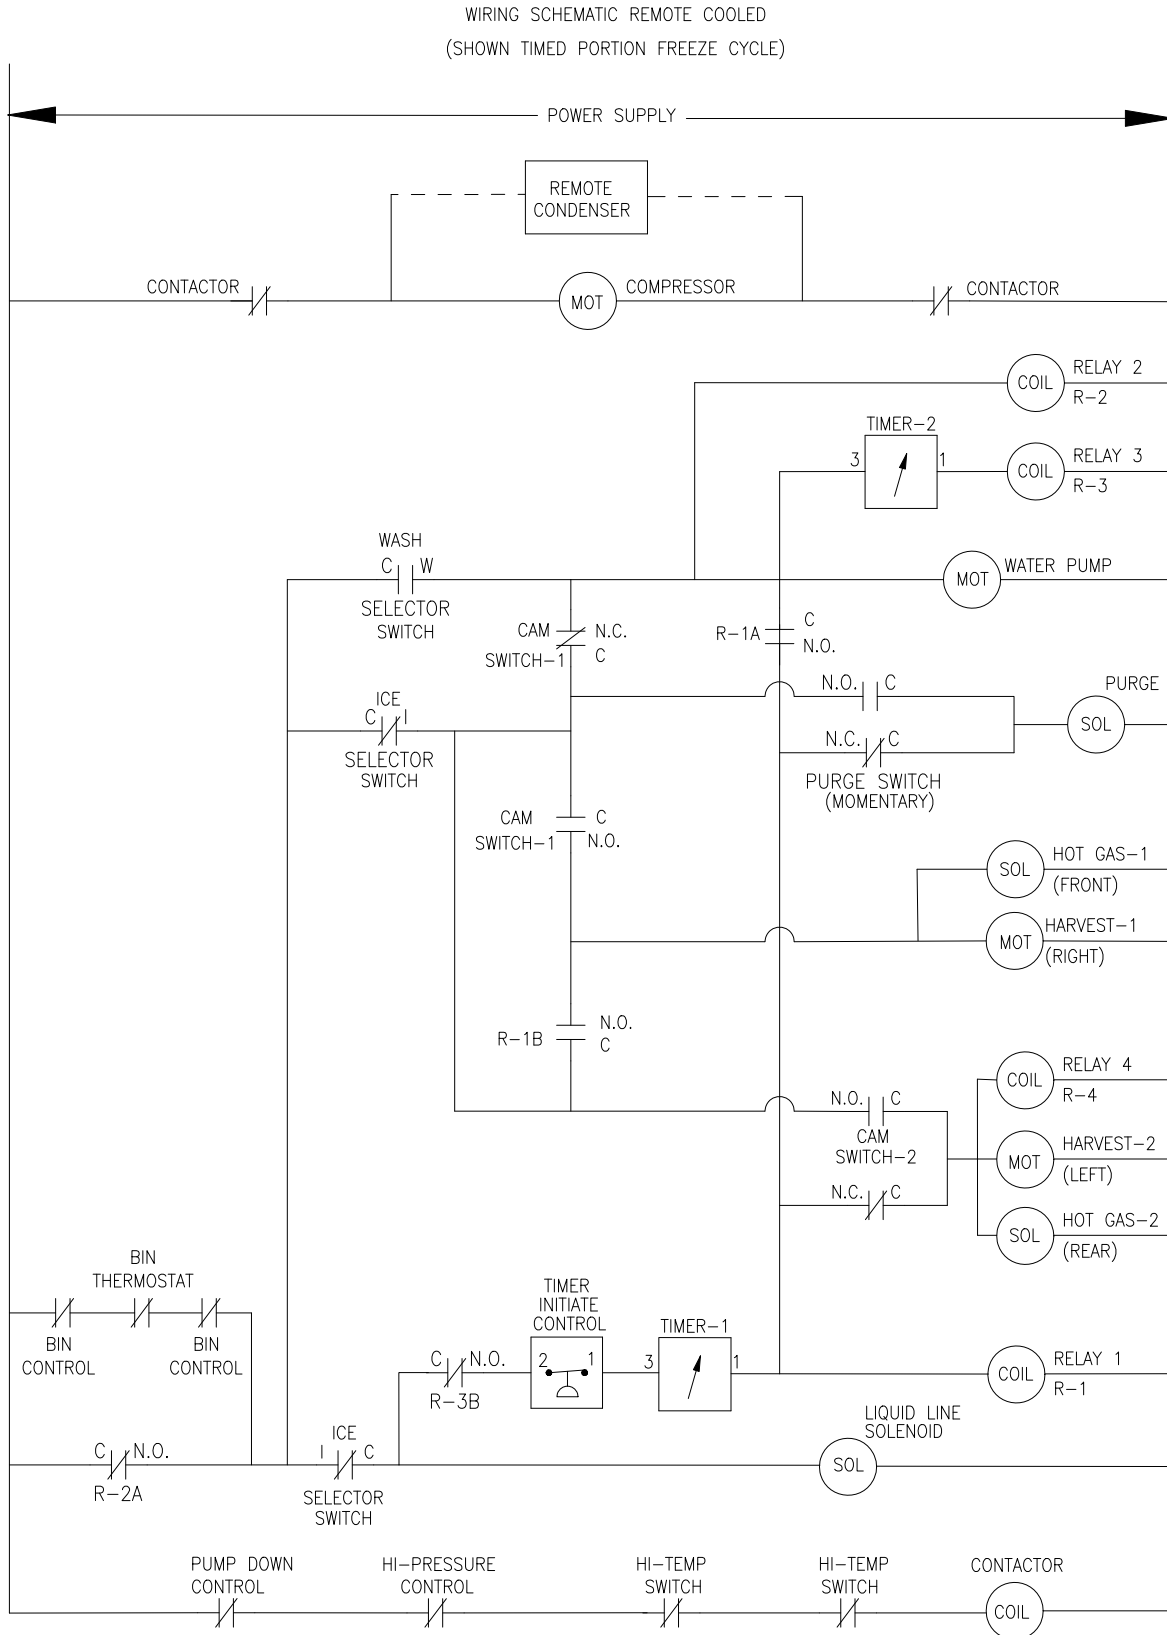 WIRING SCHEMATIC REMOTE COOLED
(SHOWN TIMED PORTION FREEZE CYCLE)
POWER SUPPLY
REMOTE
CONDENSER
CONTACTOR
MOT
COMPRESSOR
CONTACTOR
COIL
RELAY 2
R-2
TIMER-2
3
1
COIL
RELAY 3
R-3
WASH
C W
SELECTOR
SWITCH
MOT
WATER PUMP
CAM
SWITCH-1
N.C.
C
R-1A
C
N.O.
ICE
C I
SELECTOR
SWITCH
N.O. C
N.C. C
PURGE SWITCH
(MOMENTARY)
PURGE
SOL
CAM
SWITCH-1
C
N.O.
SOL
HOT GAS-1
(FRONT)
MOT
HARVEST-1
(RIGHT)
R-1B
N.O.
C
N.O. C
CAM
SWITCH-2
N.C. C
COIL
RELAY 4
R-4
MOT
HARVEST-2
(LEFT)
SOL
HOT GAS-2
(REAR)
BIN
THERMOSTAT
BIN
CONTROL
BIN
CONTROL
TIMER
INITIATE
CONTROL
2 1
TIMER-1
3
1
C N.O.
R-3B
COIL
RELAY 1
R-1
LIQUID LINE
SOLENOID
SOL
C N.O.
R-2A
ICE
I C
SELECTOR
SWITCH
PUMP DOWN
CONTROL
HI-PRESSURE
CONTROL
HI-TEMP
SWITCH
HI-TEMP
SWITCH
CONTACTOR
COIL